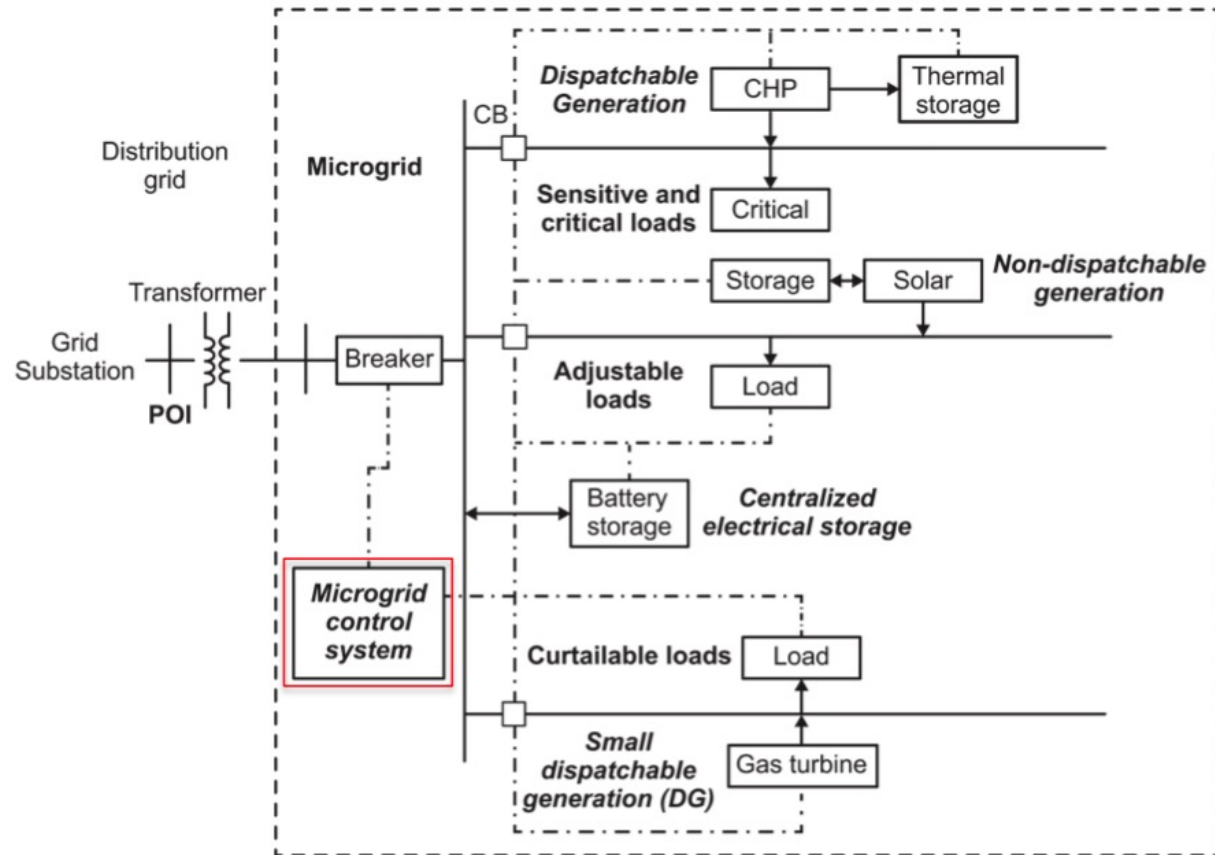 Distribution
grid
Microgrid
CB
Dispatchable
Generation
CHP
Thermal
storage
Sensitive and
critical loads
Critical
Storage
Solar
Non-dispatchable
generation
Transformer
Grid
Substation
POI
Breaker
Adjustable
loads
Load
Battery
storage
Centralized
electrical storage
Microgrid
control
system
Curtailable loads
Load
Small
dispatchable
generation (DG)
Gas turbine